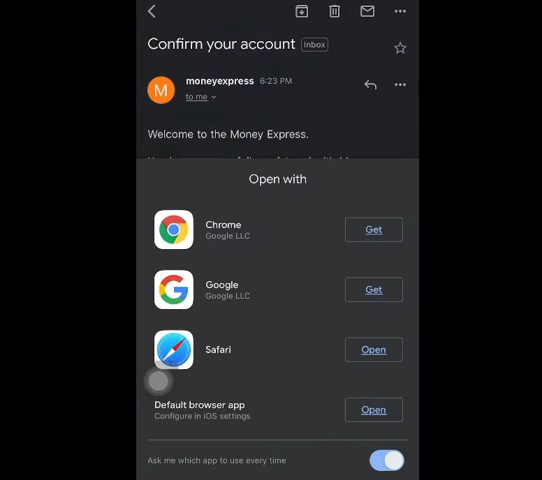 Confirm your account Inbox
moneyexpress 6:23 PM
to me
M
Welcome to the Money Express.
Open with
Chrome
Google LLC
Get
Google
Google LLC
Get
Safari
Open
Default browser app
Configure in iOS settings
Open
Ask me which app to use every time